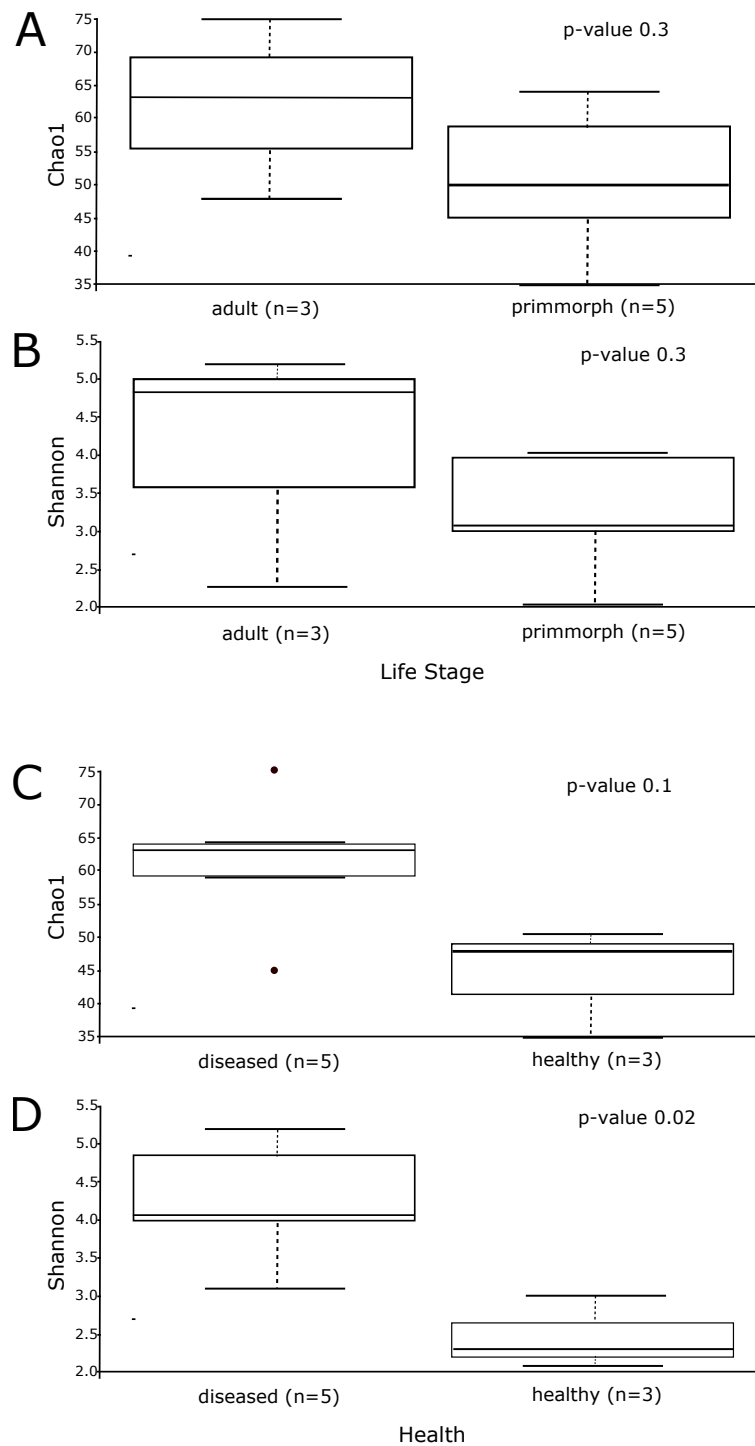 A
p-value 0.3
Chao1
75
70
65
60
55
50
45
40
35
adult (n=3)
primmorph (n=5)
B
p-value 0.3
Shannon
5.5
5.0
4.5
4.0
3.5
3.0
2.5
2.0
adult (n=3)
primmorph (n=5)
Life Stage
C
p-value 0.1
Chao1
75
70
65
60
50
45
40
35
diseased (n=5)
healthy (n=3)
D
p-value 0.02
Shannon
5.5
5.0
4.5
4.0
3.5
3.0
2.5
2.0
diseased (n=5)
healthy (n=3)
Health